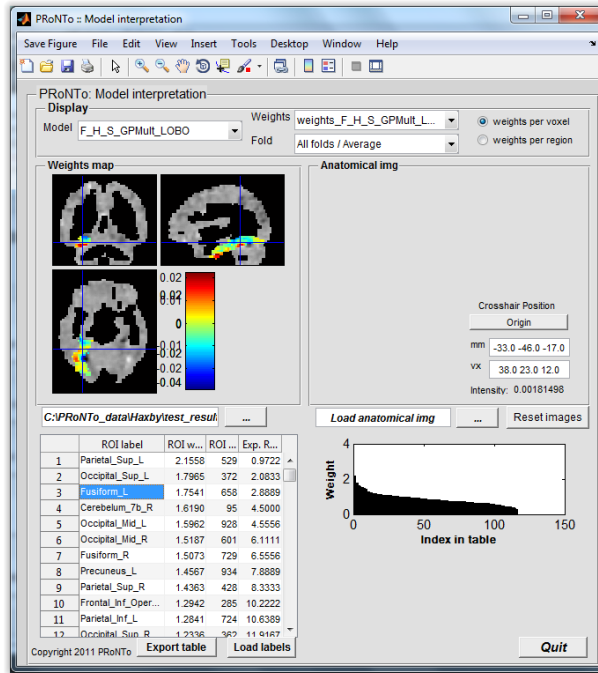 PRoNTo :: Model interpretation
Save Figure File Edit View Insert Tools Desktop Window Help
PRoNTo: Model interpretation
Display
Model F_H_S_GPMult_LOBO
Weights weights_F_H_S_GPMult_L...
Fold All folds / Average
weights per voxel
weights per region
Weights map
Anatomical img
0.02
0
-0.01
-0.02
-0.04
Crosshair Position
Origin
mm -33.0 -46.0 -17.0
vx 38.0 23.0 12.0
Intensity: 0.00181498
C:\PRoNTo_data\Haxby\test_resul ...
Load anatomical img ... Reset images
ROI label ROI w... ROI ... Exp. R...
1 Parietal_Sup_L 2.1558 529 0.9722
2 Occipital_Sup_L 1.7965 372 2.0833
3 Fusiform_L 1.7541 658 2.8889
4 Cerebelum_7b_R 1.6190 95 4.5000
5 Occipital_Mid_L 1.5962 928 4.5556
6 Occipital_Mid_R 1.5187 601 6.1111
7 Fusiform_R 1.5073 729 6.5556
8 Precuneus_L 1.4567 934 7.8889
9 Parietal_Sup_R 1.4363 428 8.3333
10 Frontal_Inf_Oper... 1.2942 285 10.2222
11 Parietal_Inf_L 1.2841 724 10.6389
12 Occipital_Sup_R 1.2336 362 11.9167
Weight
4
2
0
0 50 100 150
Index in table
Copyright 2011 PRoNTo Export table Load labels
Quit